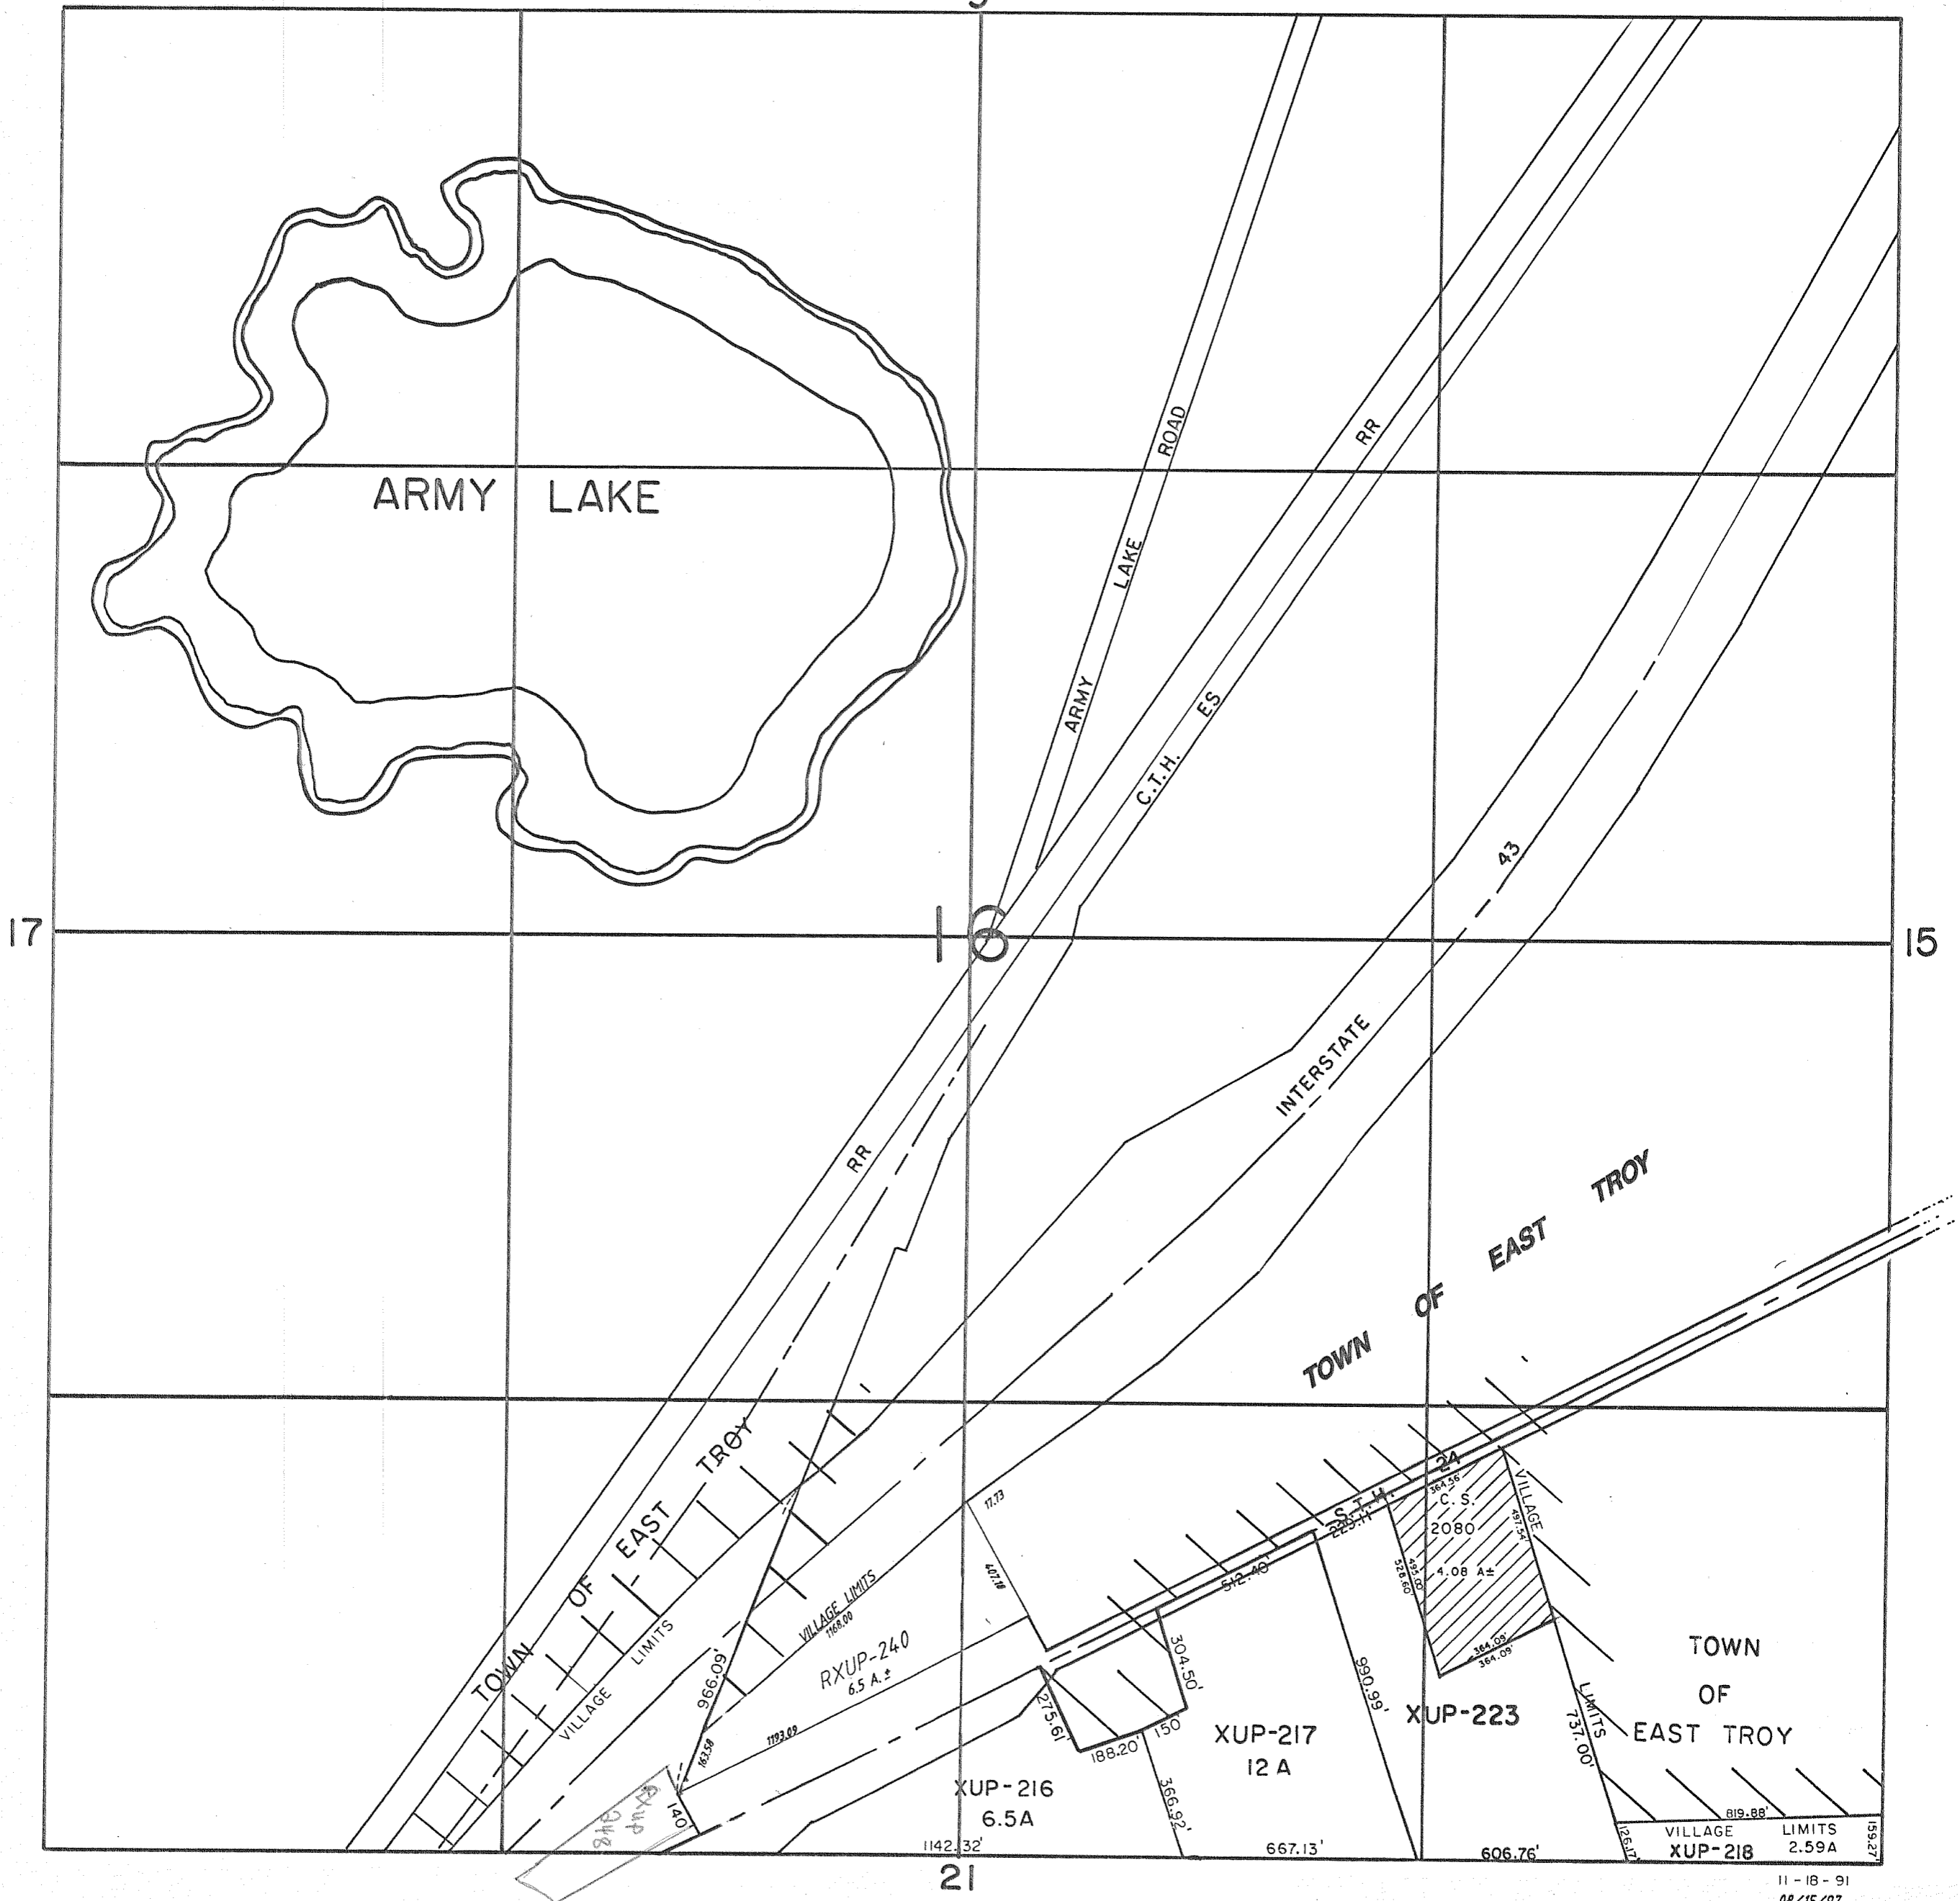 ARMY LAKE
ARMY LAKE ROAD
RR
C.T.H. ES
43
17
16
15
INTERSTATE
RR
TOWN OF EAST TROY
TOWN OF EAST TROY
VILLAGE LIMITS
VILLAGE LIMITS
1168.00
RXUP-240
6.5 A.±
966.09'
163.58
1193.09
140'
RXUP
248
17.73
407.18
S.T.H. 24
225.11
512.40'
364.56'
C. S.
2080
4.08 A±
495.00'
528.60'
497.54'
364.09'
364.09'
VILLAGE LIMITS
737.00'
275.61'
188.20'
150'
304.50'
366.92'
990.99'
XUP-216
6.5A
1142.32'
XUP-217
12 A
667.13'
XUP-223
606.76'
TOWN
OF
EAST TROY
819.88'
VILLAGE LIMITS
XUP-218 2.59A
126.17'
159.27'
21
11-18-91